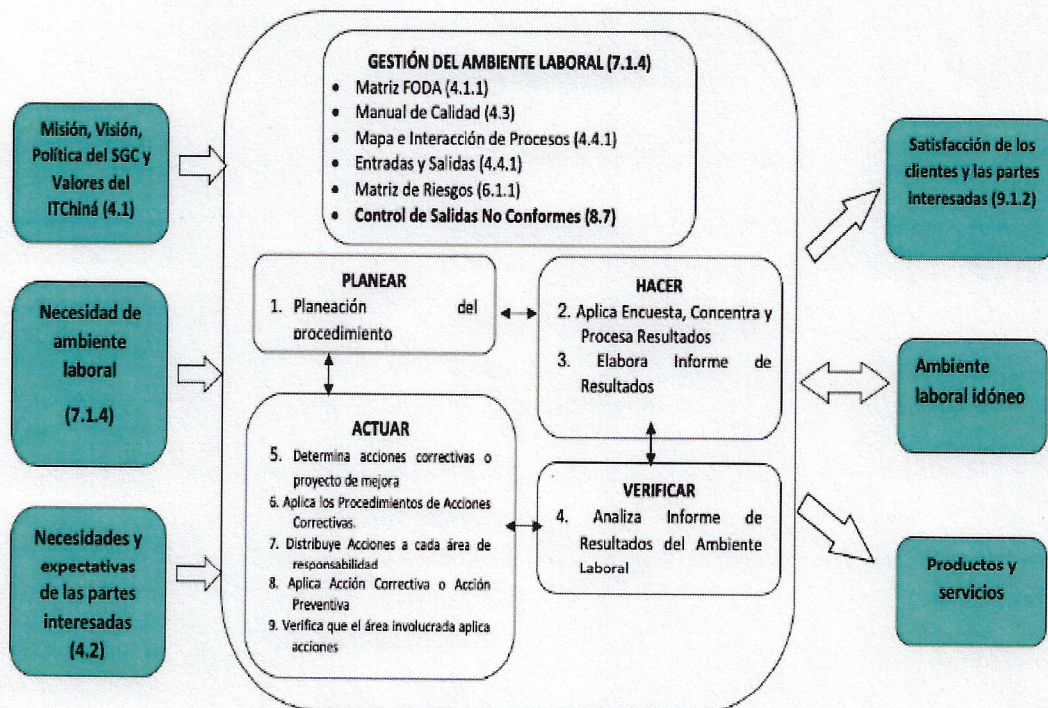 GESTIÓN DEL AMBIENTE LABORAL (7.1.4)
• Matriz FODA (4.1.1)
• Manual de Calidad (4.3)
• Mapa e Interacción de Procesos (4.4.1)
• Entradas y Salidas (4.4.1)
• Matriz de Riesgos (6.1.1)
• Control de Salidas No Conformes (8.7)
Misión, Visión,
Política del SGC y
Valores del
ITChiná (4.1)
Necesidad de
ambiente
laboral
(7.1.4)
Necesidades y
expectativas
de las partes
interesadas
(4.2)
PLANEAR
1. Planeación del
procedimiento
HACER
2. Aplica Encuesta, Concentra y
Procesa Resultados
3. Elabora Informe de
Resultados
VERIFICAR
4. Analiza Informe de
Resultados del Ambiente
Laboral
ACTUAR
5. Determina acciones correctivas o
proyecto de mejora
6. Aplica los Procedimientos de Acciones
Correctivas.
7. Distribuye Acciones a cada área de
responsabilidad
8. Aplica Acción Correctiva o Acción
Preventiva
9. Verifica que el área involucrada aplica
acciones
Satisfacción de los
clientes y las partes
interesadas (9.1.2)
Ambiente
laboral idóneo
Productos y
servicios